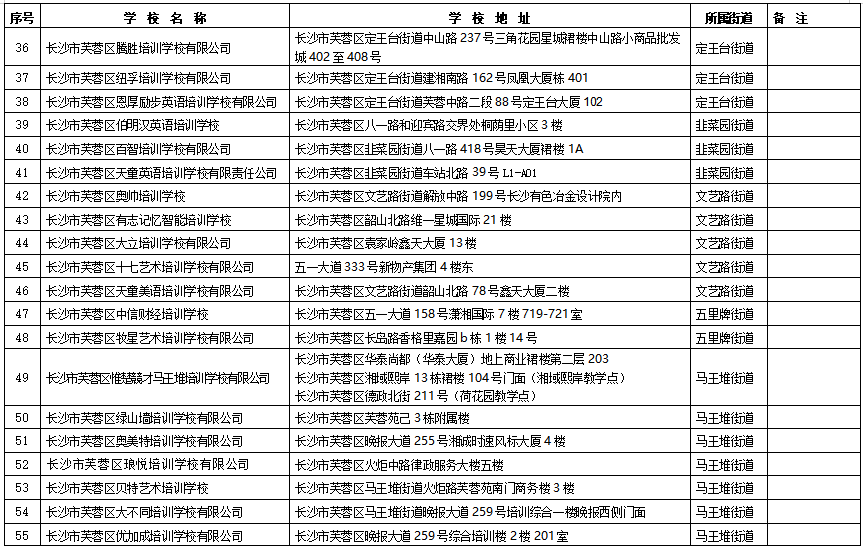 序号 学 校 名 称 学 校 地 址 所属街道 备 注
36 长沙市芙蓉区腾胜培训学校有限公司 长沙市芙蓉区定王台街道中山路237号三角花园星城裙楼中山路小商品批发 定王台街道
城402至408号
37 长沙市芙蓉区纽孚培训学校有限公司 长沙市芙蓉区定王台街道建湘南路162号凤凰大厦栋401 定王台街道
38 长沙市芙蓉区恩厚励步英语培训学校有限公司 长沙市芙蓉区定王台街道芙蓉中路二段88号定王台大厦102 定王台街道
39 长沙市芙蓉区伯明汉英语培训学校 长沙市芙蓉区八一路和迎宾路交界处桐荫里小区3楼 韭菜园街道
40 长沙市芙蓉区百智培训学校有限公司 长沙市芙蓉区韭菜园街道八一路418号昊天大厦裙楼1A 韭菜园街道
41 长沙市芙蓉区天童英语培训学校有限责任公司 长沙市芙蓉区韭菜园街道车站北路39号L1-A01 韭菜园街道
42 长沙市芙蓉区奥帅培训学校 长沙市芙蓉区文艺路街道解放中路199号长沙有色冶金设计院内 文艺路街道
43 长沙市芙蓉区有志记忆智能培训学校 长沙市芙蓉区韶山北路维一星城国际21楼 文艺路街道
44 长沙市芙蓉区大立培训学校有限公司 长沙市芙蓉区袁家岭鑫天大厦13楼 文艺路街道
45 长沙市芙蓉区十七艺术培训学校有限公司 五一大道333号新物产集团4楼东 文艺路街道
46 长沙市芙蓉区天童美语培训学校有限公司 长沙市芙蓉区文艺路街道韶山北路78号鑫天大厦二楼 文艺路街道
47 长沙市芙蓉区中信财经培训学校 长沙市芙蓉区五一大道158号潇湘国际7楼719-721室 五里牌街道
48 长沙市芙蓉区牧星艺术培训学校有限公司 长沙市芙蓉区长岛路香格里嘉园b栋1楼14号 五里牌街道
49 长沙市芙蓉区惟楚菁才马王堆培训学校有限公司 长沙市芙蓉区华泰尚都（华泰大厦）地上商业裙楼第二层203 马王堆街道
长沙市芙蓉区湘域熙岸13栋裙楼104号门面（湘域熙岸教学点）
长沙市芙蓉区德政北街211号（荷花园教学点）
50 长沙市芙蓉区绿山墙培训学校有限公司 长沙市芙蓉区芙蓉苑己3栋附属楼 马王堆街道
51 长沙市芙蓉区奥美特培训学校有限公司 长沙市芙蓉区晚报大道255号湘成时速风标大厦4楼 马王堆街道
52 长沙市芙蓉区琅悦培训学校有限公司 长沙市芙蓉区火炬中路律政服务大楼五楼 马王堆街道
53 长沙市芙蓉区贝特艺术培训学校 长沙市芙蓉区马王堆街道火炬路芙蓉苑南门商务楼3楼 马王堆街道
54 长沙市芙蓉区大不同培训学校有限公司 长沙市芙蓉区马王堆街道晚报大道259号培训综合一楼晚报西侧门面 马王堆街道
55 长沙市芙蓉区优加成培训学校有限公司 长沙市芙蓉区晚报大道259号综合培训楼2楼201室 马王堆街道